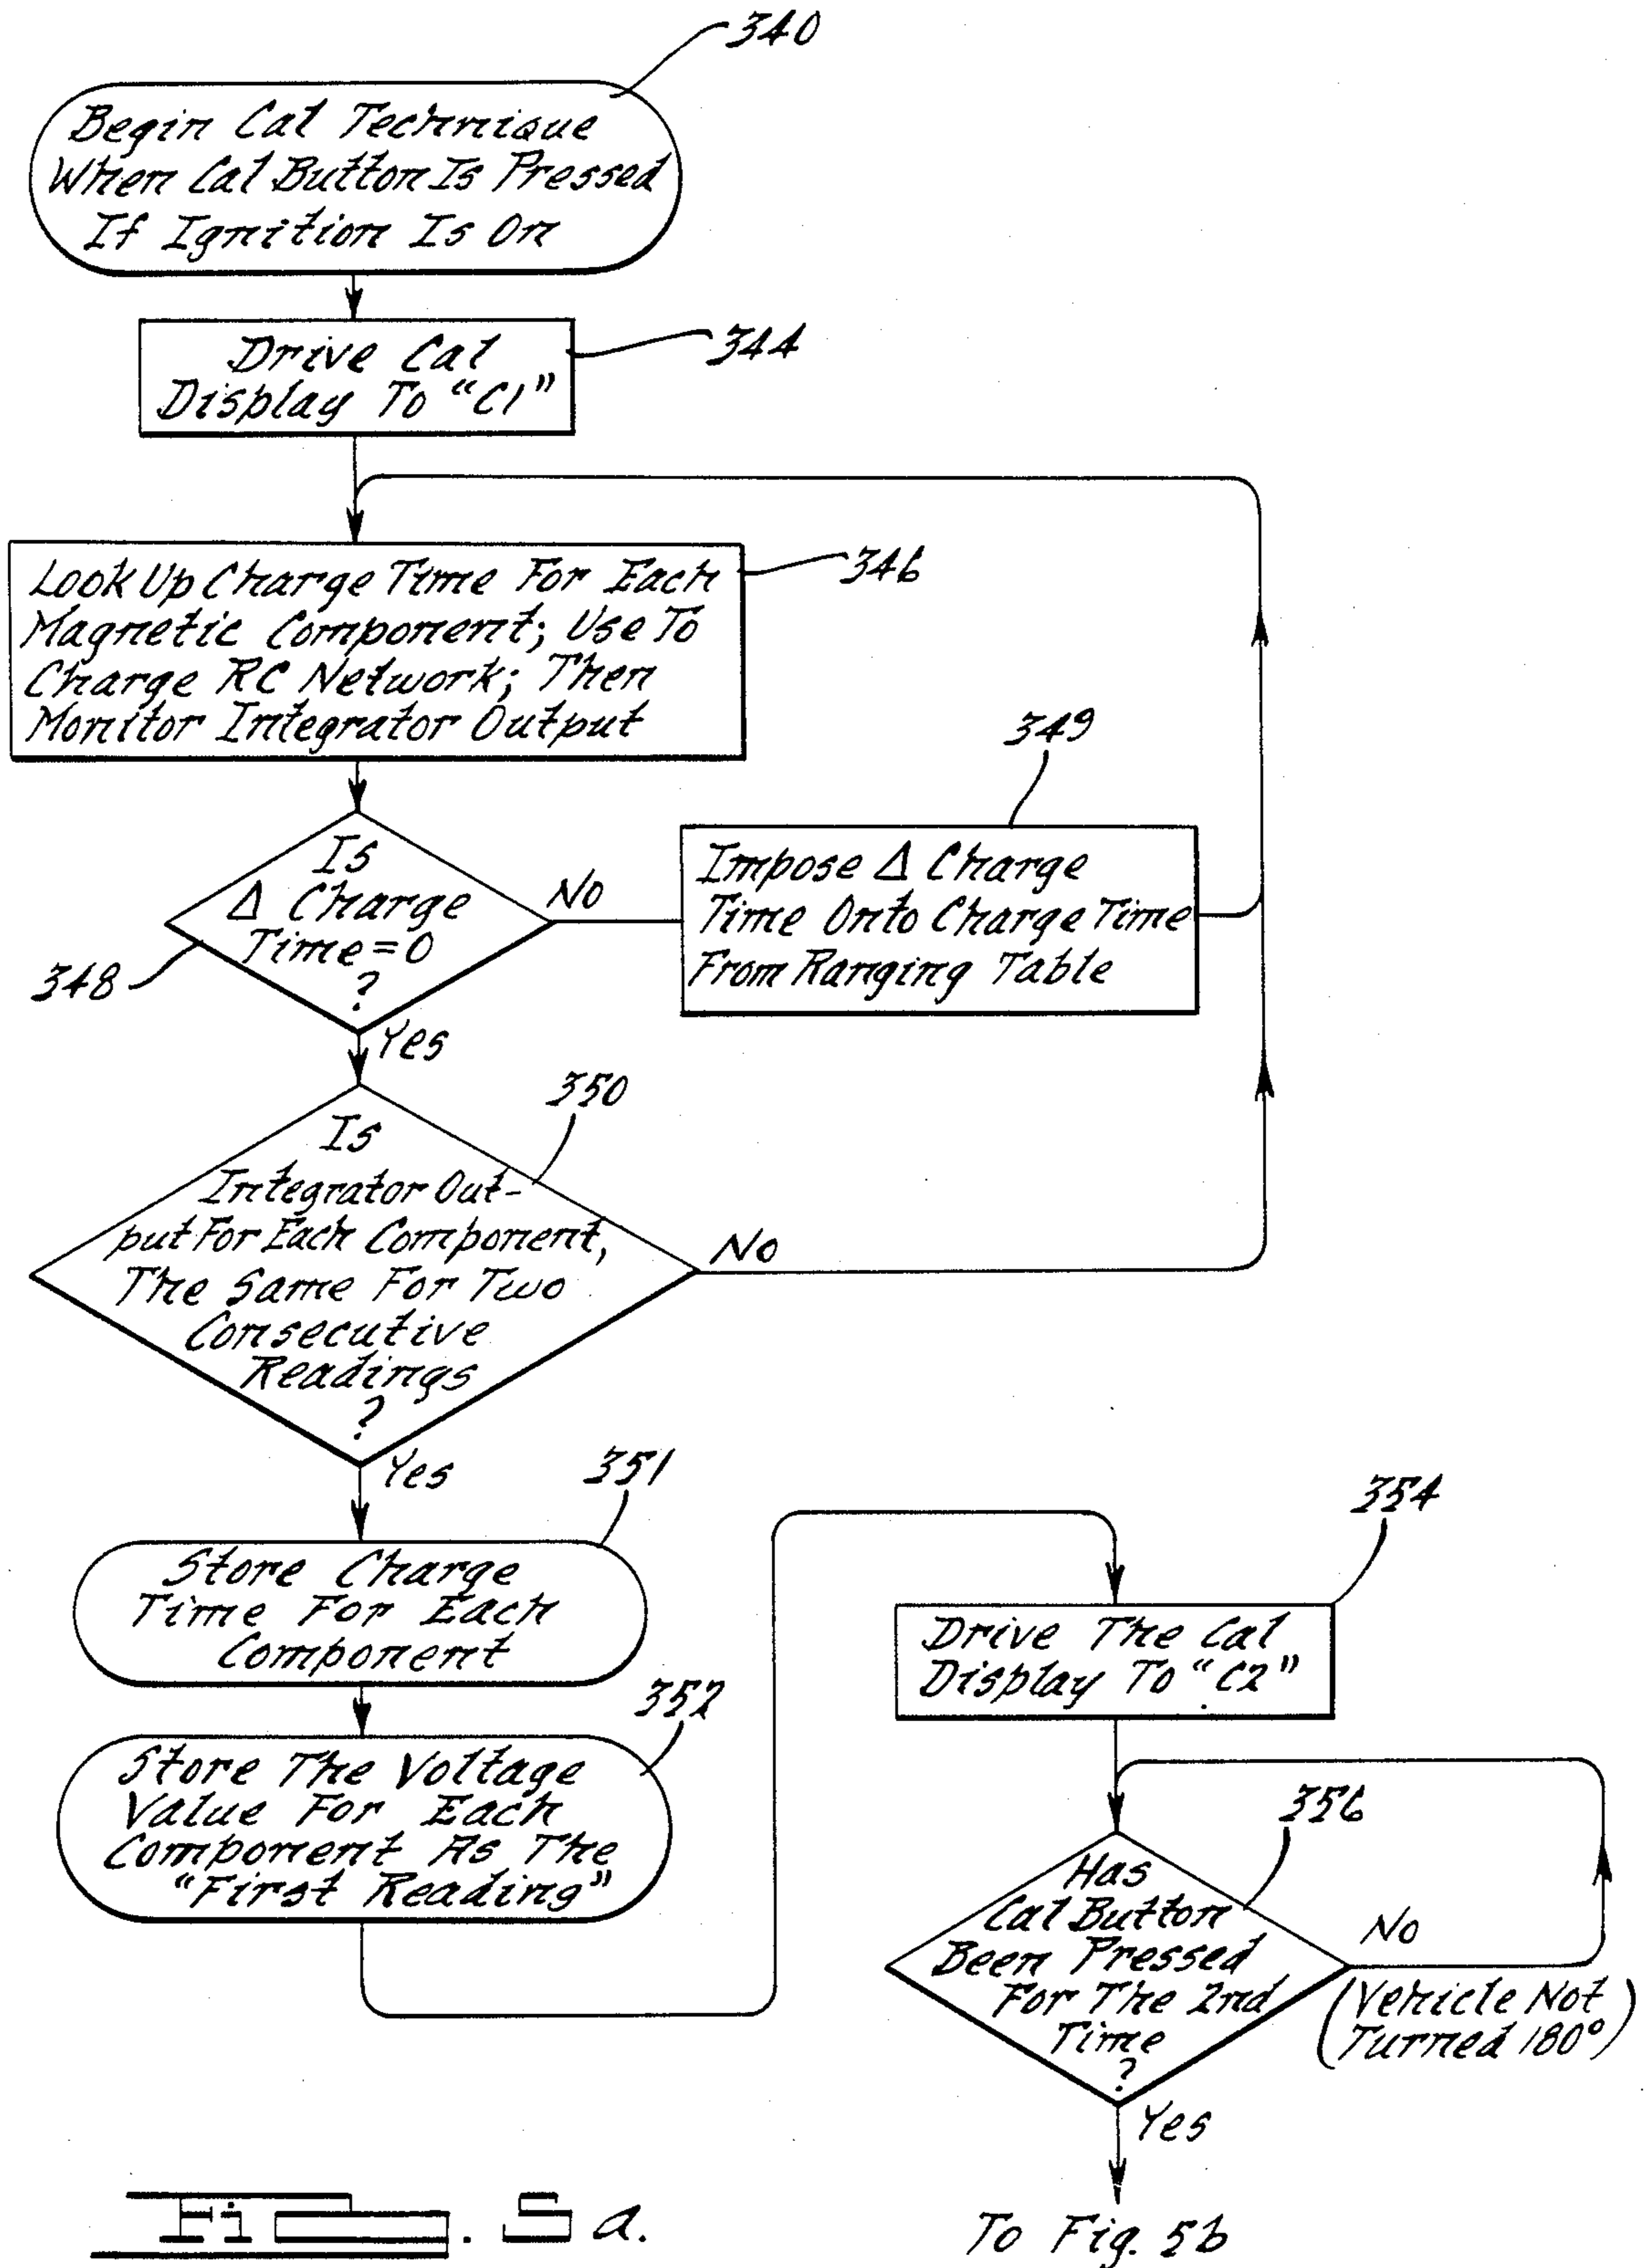 340
Begin Cal Technique
When Cal Button Is Pressed
If Ignition Is On
344
Drive Cal
Display To "C1"
346
Look Up Charge Time For Each
Magnetic Component; Use To
Charge RC Network; Then
Monitor Integrator Output
349
Is
Δ Charge
Time=0
?
348
No
Impose Δ Charge
Time Onto Charge Time
From Ranging Table
Yes
350
Is
Integrator Out-
put For Each Component,
The Same For Two
Consecutive
Readings
?
No
Yes
351
Store Charge
Time For Each
Component
352
Store The Voltage
Value For Each
Component As The
"First Reading"
354
Drive The Cal
Display To "C2"
356
Has
Cal Button
Been Pressed
For The 2nd
Time
?
No
(Vehicle Not
Turned 180°)
Yes
To Fig. 5b
Fig. 5a.